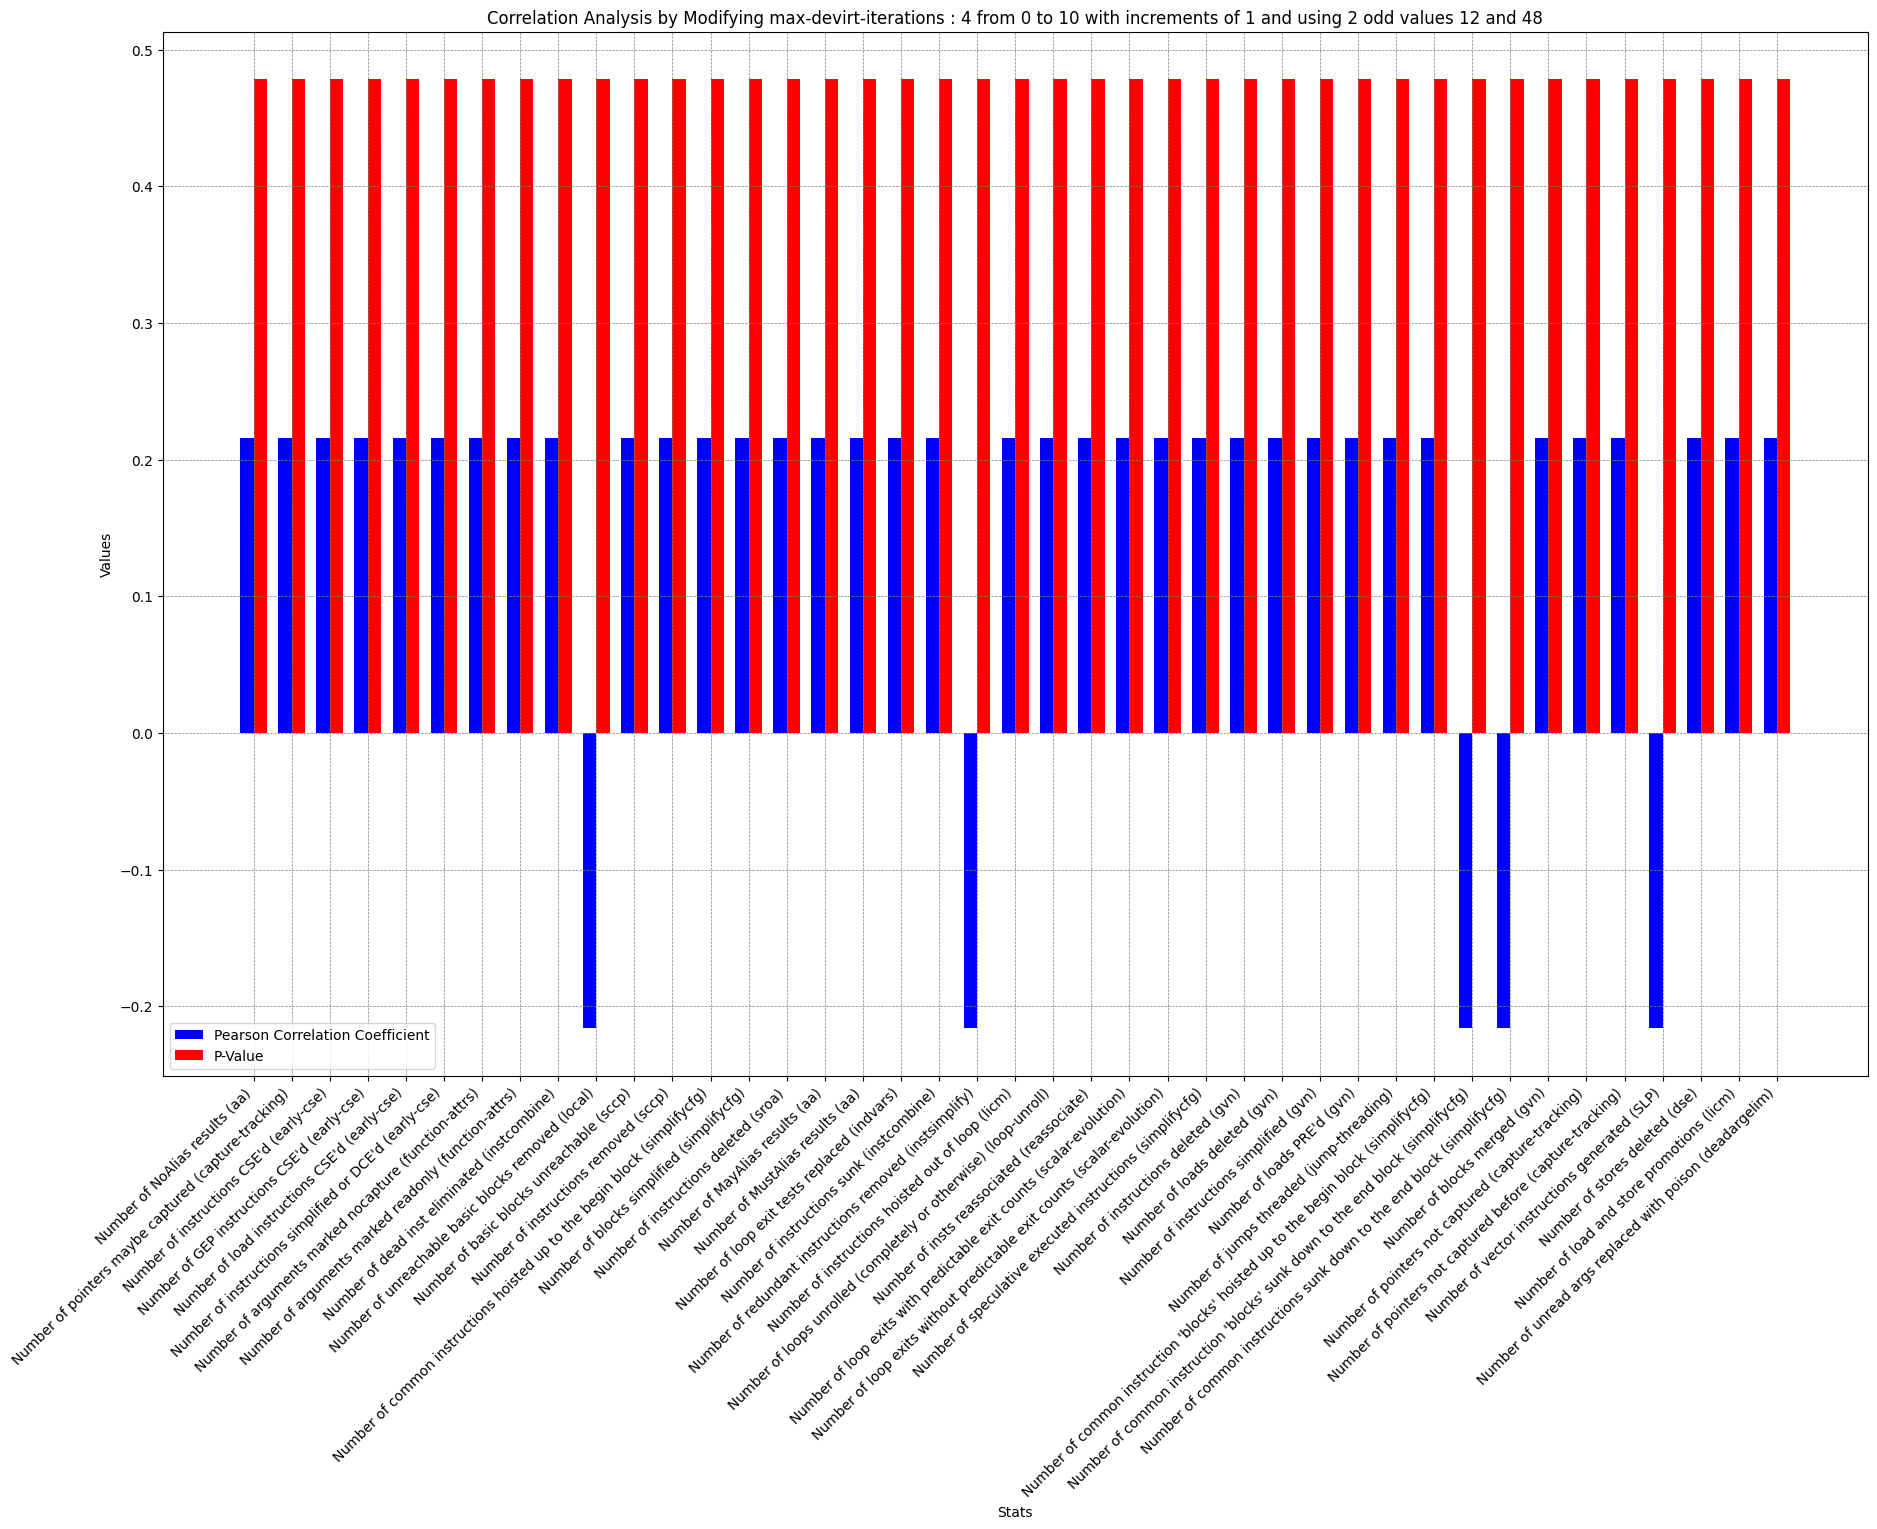 Correlation Analysis by Modifying max-devirt-iterations : 4 from 0 to 10 with increments of 1 and using 2 odd values 12 and 48
0.5
0.4
0.3
0.2
0.1
0.0
−0.1
−0.2
Values
Pearson Correlation Coefficient
P-Value
Number of NoAlias results (aa)
Number of pointers maybe captured (capture-tracking)
Number of instructions CSE'd (early-cse)
Number of GEP instructions CSE'd (early-cse)
Number of load instructions CSE'd (early-cse)
Number of instructions simplified or DCE'd (early-cse)
Number of arguments marked nocapture (function-attrs)
Number of arguments marked readonly (function-attrs)
Number of dead inst eliminated (instcombine)
Number of unreachable basic blocks removed (local)
Number of basic blocks unreachable (sccp)
Number of instructions removed (sccp)
Number of common instructions hoisted up to the begin block (simplifycfg)
Number of blocks simplified (simplifycfg)
Number of instructions deleted (sroa)
Number of MayAlias results (aa)
Number of MustAlias results (aa)
Number of loop exit tests replaced (indvars)
Number of instructions sunk (instcombine)
Number of redundant instructions removed (instsimplify)
Number of instructions hoisted out of loop (licm)
Number of loops unrolled (completely or otherwise) (loop-unroll)
Number of insts reassociated (reassociate)
Number of loop exits with predictable exit counts (scalar-evolution)
Number of loop exits without predictable exit counts (scalar-evolution)
Number of speculative executed instructions (simplifycfg)
Number of instructions deleted (gvn)
Number of loads deleted (gvn)
Number of instructions simplified (gvn)
Number of loads PRE'd (gvn)
Number of jumps threaded (jump-threading)
Number of common instruction 'blocks' hoisted up to the begin block (simplifycfg)
Number of common instruction 'blocks' sunk down to the end block (simplifycfg)
Number of common instructions sunk down to the end block (simplifycfg)
Number of blocks merged (gvn)
Number of pointers not captured (capture-tracking)
Number of pointers not captured before (capture-tracking)
Number of vector instructions generated (SLP)
Number of stores deleted (dse)
Number of load and store promotions (licm)
Number of unread args replaced with poison (deadargelim)
Stats